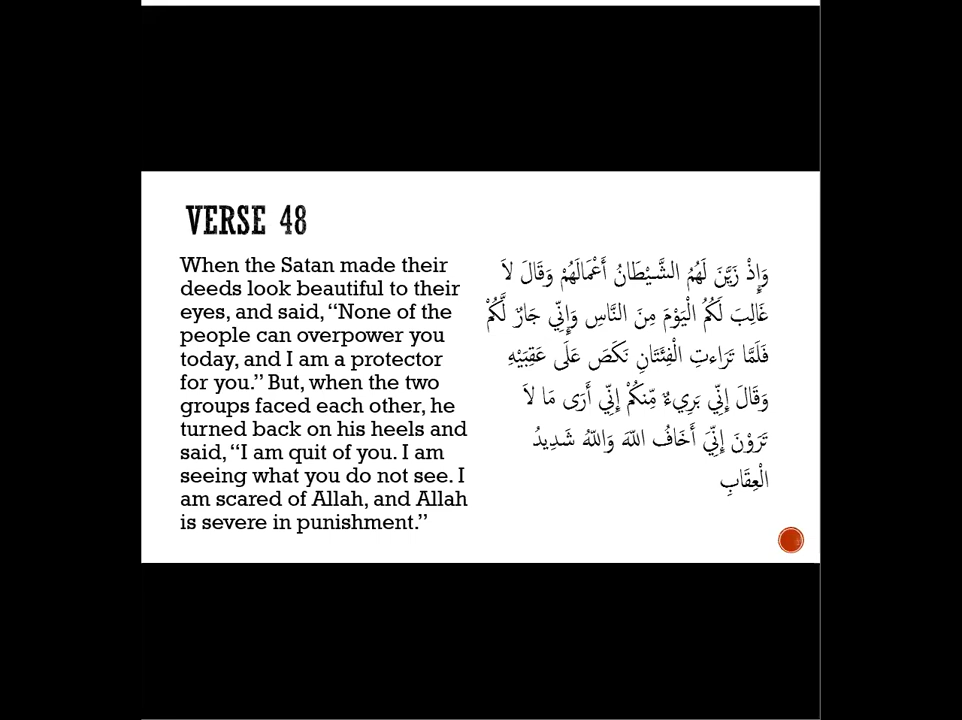 VERSE 48
When the Satan made their
deeds look beautiful to their
eyes, and said, “None of the
people can overpower you
today, and I am a protector
for you.” But, when the two
groups faced each other, he
turned back on his heels and
said, “I am quit of you. I am
seeing what you do not see. I
am scared of Allah, and Allah
is severe in punishment.”
وَإِذْ زَيَّنَ لَهُمُ الشَّيْطَانُ أَعْمَالَهُمْ وَقَالَ لاَ
غَالِبَ لَكُمُ الْيَوْمَ مِنَ النَّاسِ وَإِنِّي جَارٌ لَّكُمْ
فَلَمَّا تَرَاءتِ الْفِئَتَانِ نَكَصَ عَلَى عَقِبَيْهِ
وَقَالَ إِنِّي بَرِيءٌ مِّنكُمْ إِنِّي أَرَى مَا لاَ
تَرَوْنَ إِنِّيَ أَخَافُ اللّهَ وَاللّهُ شَدِيدُ
الْعِقَابِ